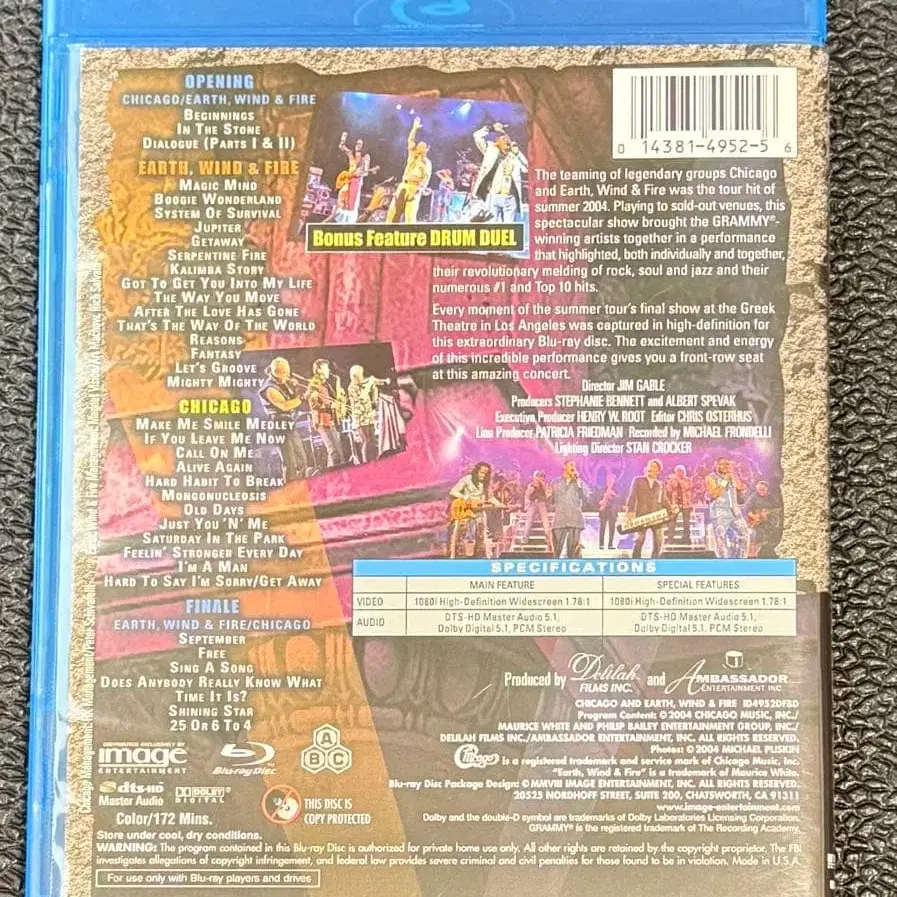 OPENING
CHICAGO/EARTH, WIND & FIRE
BEGINNINGS
IN THE STONE
DIALOGUE (PARTS I & II)
EARTH, WIND & FIRE
MAGIC MIND
BOOGIE WONDERLAND
SYSTEM OF SURVIVAL
JUPITER
GETAWAY
SERPENTINE FIRE
KALIMBA STORY
GOT TO GET YOU INTO MY LIFE
THE WAY YOU MOVE
AFTER THE LOVE HAS GONE
THAT'S THE WAY OF THE WORLD
REASONS
FANTASY
LET'S GROOVE
MIGHTY MIGHTY
CHICAGO
MAKE ME SMILE MEDLEY
IF YOU LEAVE ME NOW
CALL ON ME
ALIVE AGAIN
HARD HABIT TO BREAK
MONGONUCLEOSIS
OLD DAYS
JUST YOU 'N' ME
SATURDAY IN THE PARK
FEELIN' STRONGER EVERY DAY
I'M A MAN
HARD TO SAY I'M SORRY/GET AWAY
FINALE
EARTH, WIND & FIRE/CHICAGO
SEPTEMBER
FREE
SING A SONG
DOES ANYBODY REALLY KNOW WHAT
TIME IT IS?
SHINING STAR
25 OR 6 TO 4
Bonus Feature DRUM DUEL
0 14381-4952-5 6
The teaming of legendary groups Chicago
and Earth, Wind & Fire was the tour hit of
summer 2004. Playing to sold-out venues, this
spectacular show brought the GRAMMY®-
winning artists together in a performance
that highlighted, both individually and together,
their revolutionary melding of rock, soul and jazz and their
numerous #1 and Top 10 hits.
Every moment of the summer tour's final show at the Greek
Theatre in Los Angeles was captured in high-definition for
this extraordinary Blu-ray disc. The excitement and energy
of this incredible performance gives you a front-row seat
at this amazing concert.
Director JIM GABLE
Producers STEPHANIE BENNETT and ALBERT SPEVAK
Executive Producer HENRY W. ROOT Editor CHRIS OSTERHUS
Line Producer PATRICIA FRIEDMAN Recorded by MICHAEL FRONDELLI
Lighting Director STAN CROCKER
SPECIFICATIONS
MAIN FEATURE SPECIAL FEATURES
VIDEO 1080i High-Definition Widescreen 1.78:1 1080i High-Definition Widescreen 1.78:1
AUDIO DTS-HD Master Audio 5.1, Dolby Digital 5.1, PCM Stereo DTS-HD Master Audio 5.1, Dolby Digital 5.1, PCM Stereo
Produced by Delilah FILMS INC. and AMBASSADOR ENTERTAINMENT INC.
CHICAGO AND EARTH, WIND & FIRE ID4952DFBD
Program Content: © 2004 CHICAGO MUSIC, INC./
MAURICE WHITE AND PHILIP BAILEY ENTERTAINMENT GROUP, INC./
DELILAH FILMS INC./AMBASSADOR ENTERTAINMENT, INC. ALL RIGHTS RESERVED.
Photos: © 2004 MICHAEL PUSKIN
Chicago is a registered trademark and service mark of Chicago Music, Inc.
"Earth, Wind & Fire" is a trademark of Maurice White.
Blu-ray Disc Package Design: © MMVIII IMAGE ENTERTAINMENT, INC. ALL RIGHTS RESERVED.
20525 NORDHOFF STREET, SUITE 200, CHATSWORTH, CA 91311
www.image-entertainment.com
Dolby and the double-D symbol are trademarks of Dolby Laboratories Licensing Corporation.
GRAMMY® is the registered trademark of The Recording Academy.
DISTRIBUTED EXCLUSIVELY BY
image
ENTERTAINMENT
Blu-ray Disc
A
B C
dts-HD
Master Audio
DOLBY
DIGITAL
THIS DISC IS
COPY PROTECTED
Color/172 Mins.
Store under cool, dry conditions.
WARNING: The program contained in this Blu-ray Disc is authorized for private home use only. All other rights are retained by the copyright proprietor. The FBI
investigates allegations of copyright infringement, and federal law provides severe criminal and civil penalties for those found to be in violation. Made in U.S.A.
For use only with Blu-ray players and drives